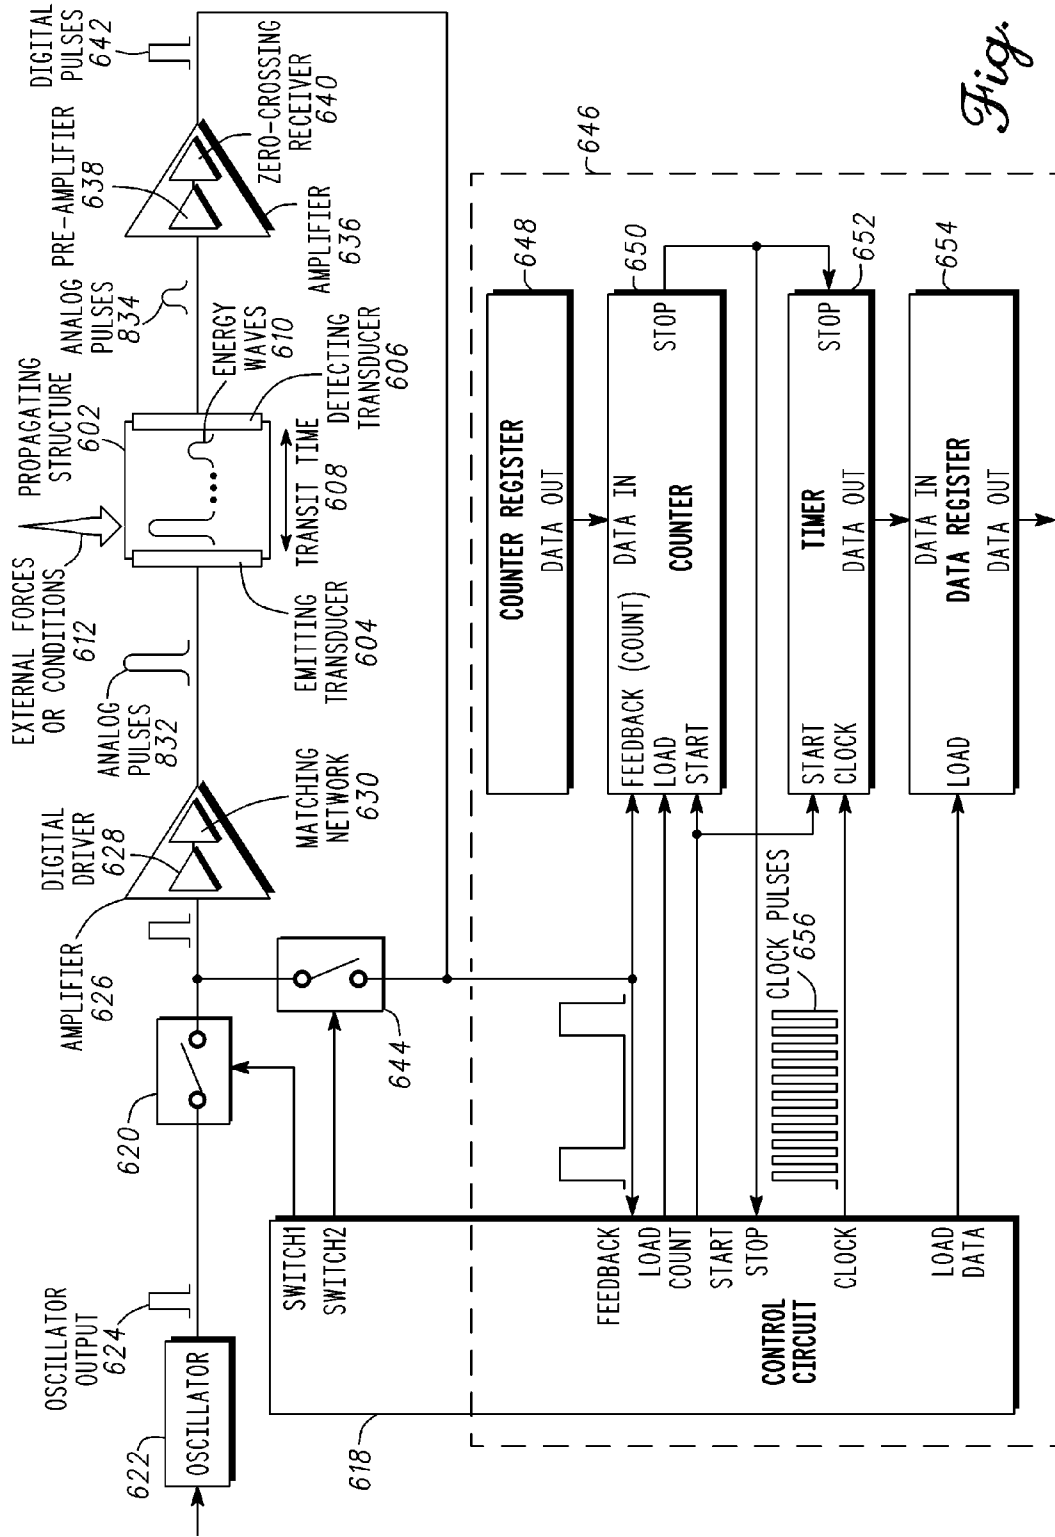 OSCILLATOR
OUTPUT
624
622
OSCILLATOR
620
AMPLIFIER
626
DIGITAL
DRIVER
628
MATCHING
NETWORK
630
ANALOG
PULSES
832
EXTERNAL FORCES
OR CONDITIONS
612
EMITTING
TRANSDUCER
604
PROPAGATING
STRUCTURE
602
TRANSIT TIME
608
ENERGY
WAVES
610
DETECTING
TRANSDUCER
606
ANALOG
PULSES
834
PRE-AMPLIFIER
638
AMPLIFIER
636
ZERO-CROSSING
RECEIVER
640
DIGITAL
PULSES
642
644
646
618
SWITCH1
SWITCH2
FEEDBACK
LOAD
COUNT
START
STOP
CLOCK
LOAD
DATA
CONTROL
CIRCUIT
CLOCK PULSES
656
COUNTER REGISTER
DATA OUT
648
FEEDBACK (COUNT)
LOAD
START
DATA IN
COUNTER
STOP
650
START
CLOCK
TIMER
DATA OUT
STOP
652
LOAD
DATA IN
DATA REGISTER
DATA OUT
654
Fig.